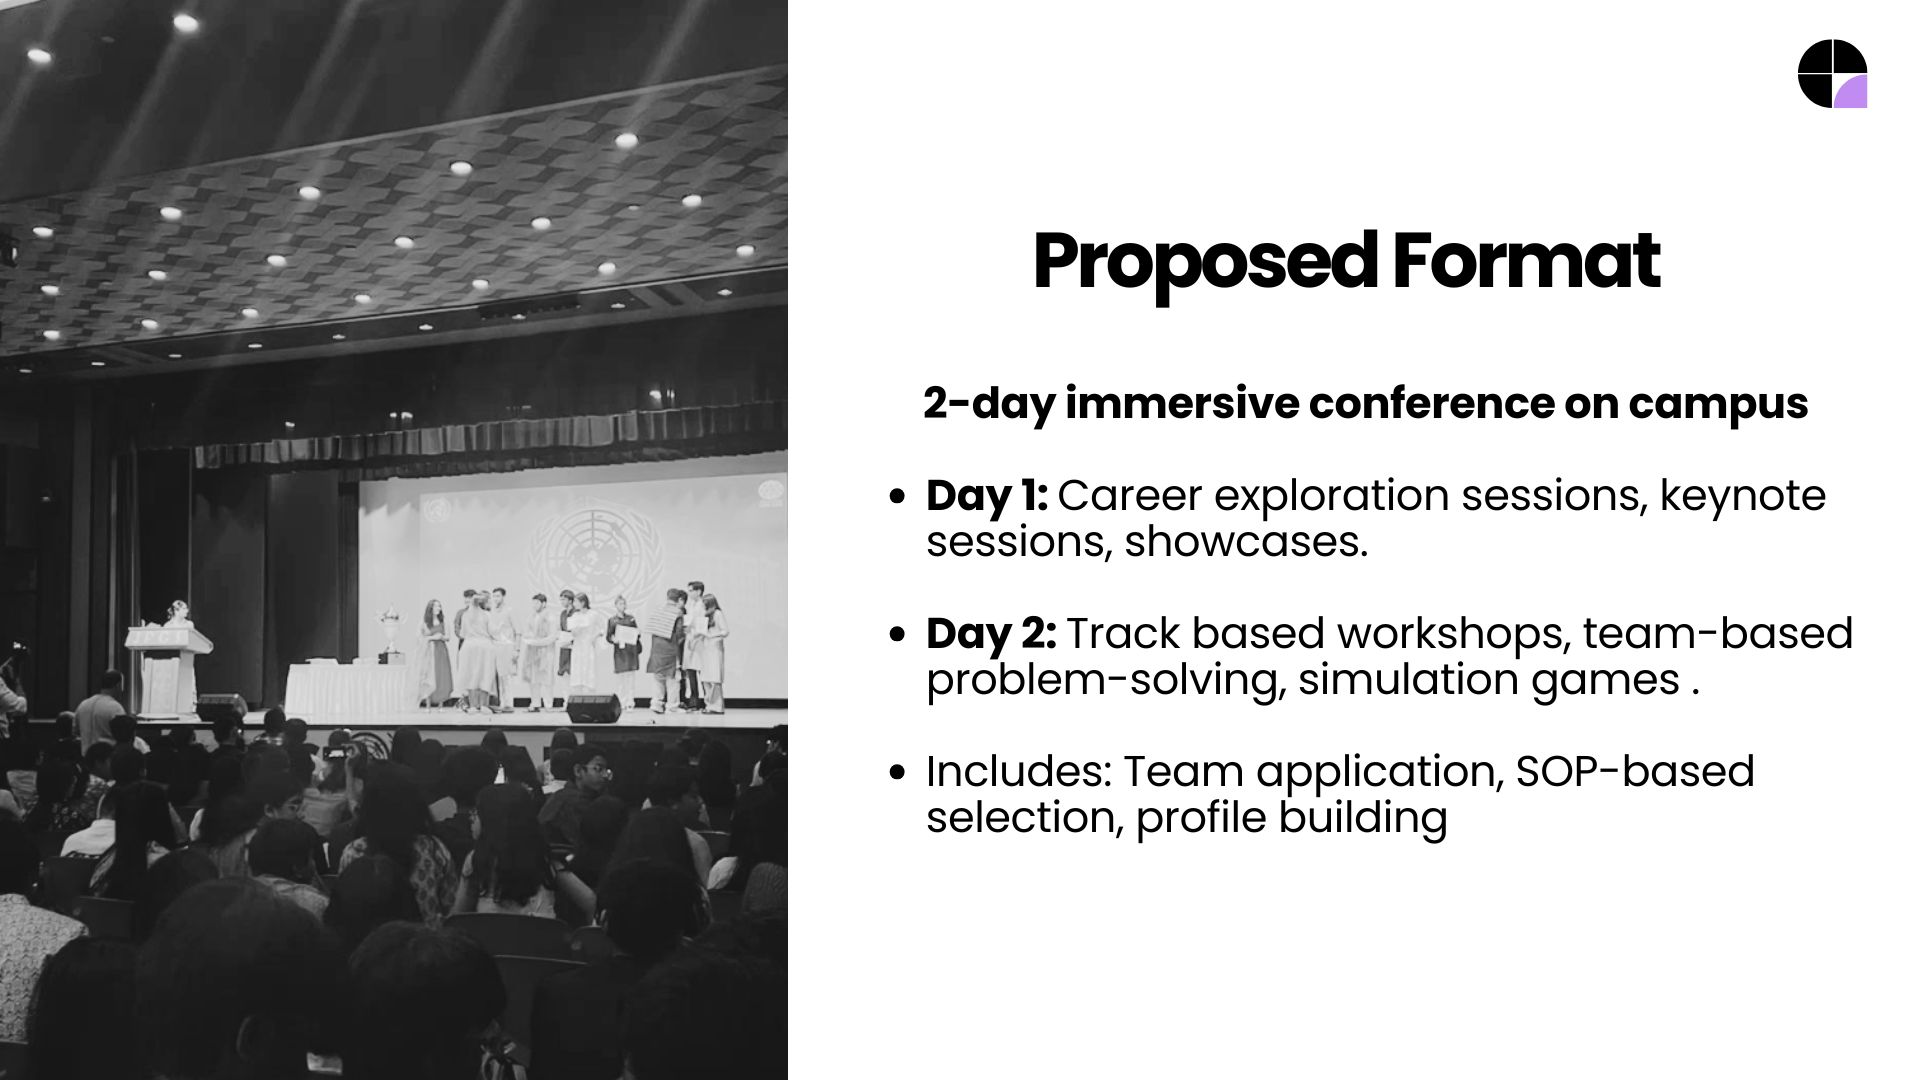 Proposed Format
2-day immersive conference on campus
• Day 1: Career exploration sessions, keynote
sessions, showcases.
• Day 2: Track based workshops, team-based
problem-solving, simulation games .
• Includes: Team application, SOP-based
selection, profile building